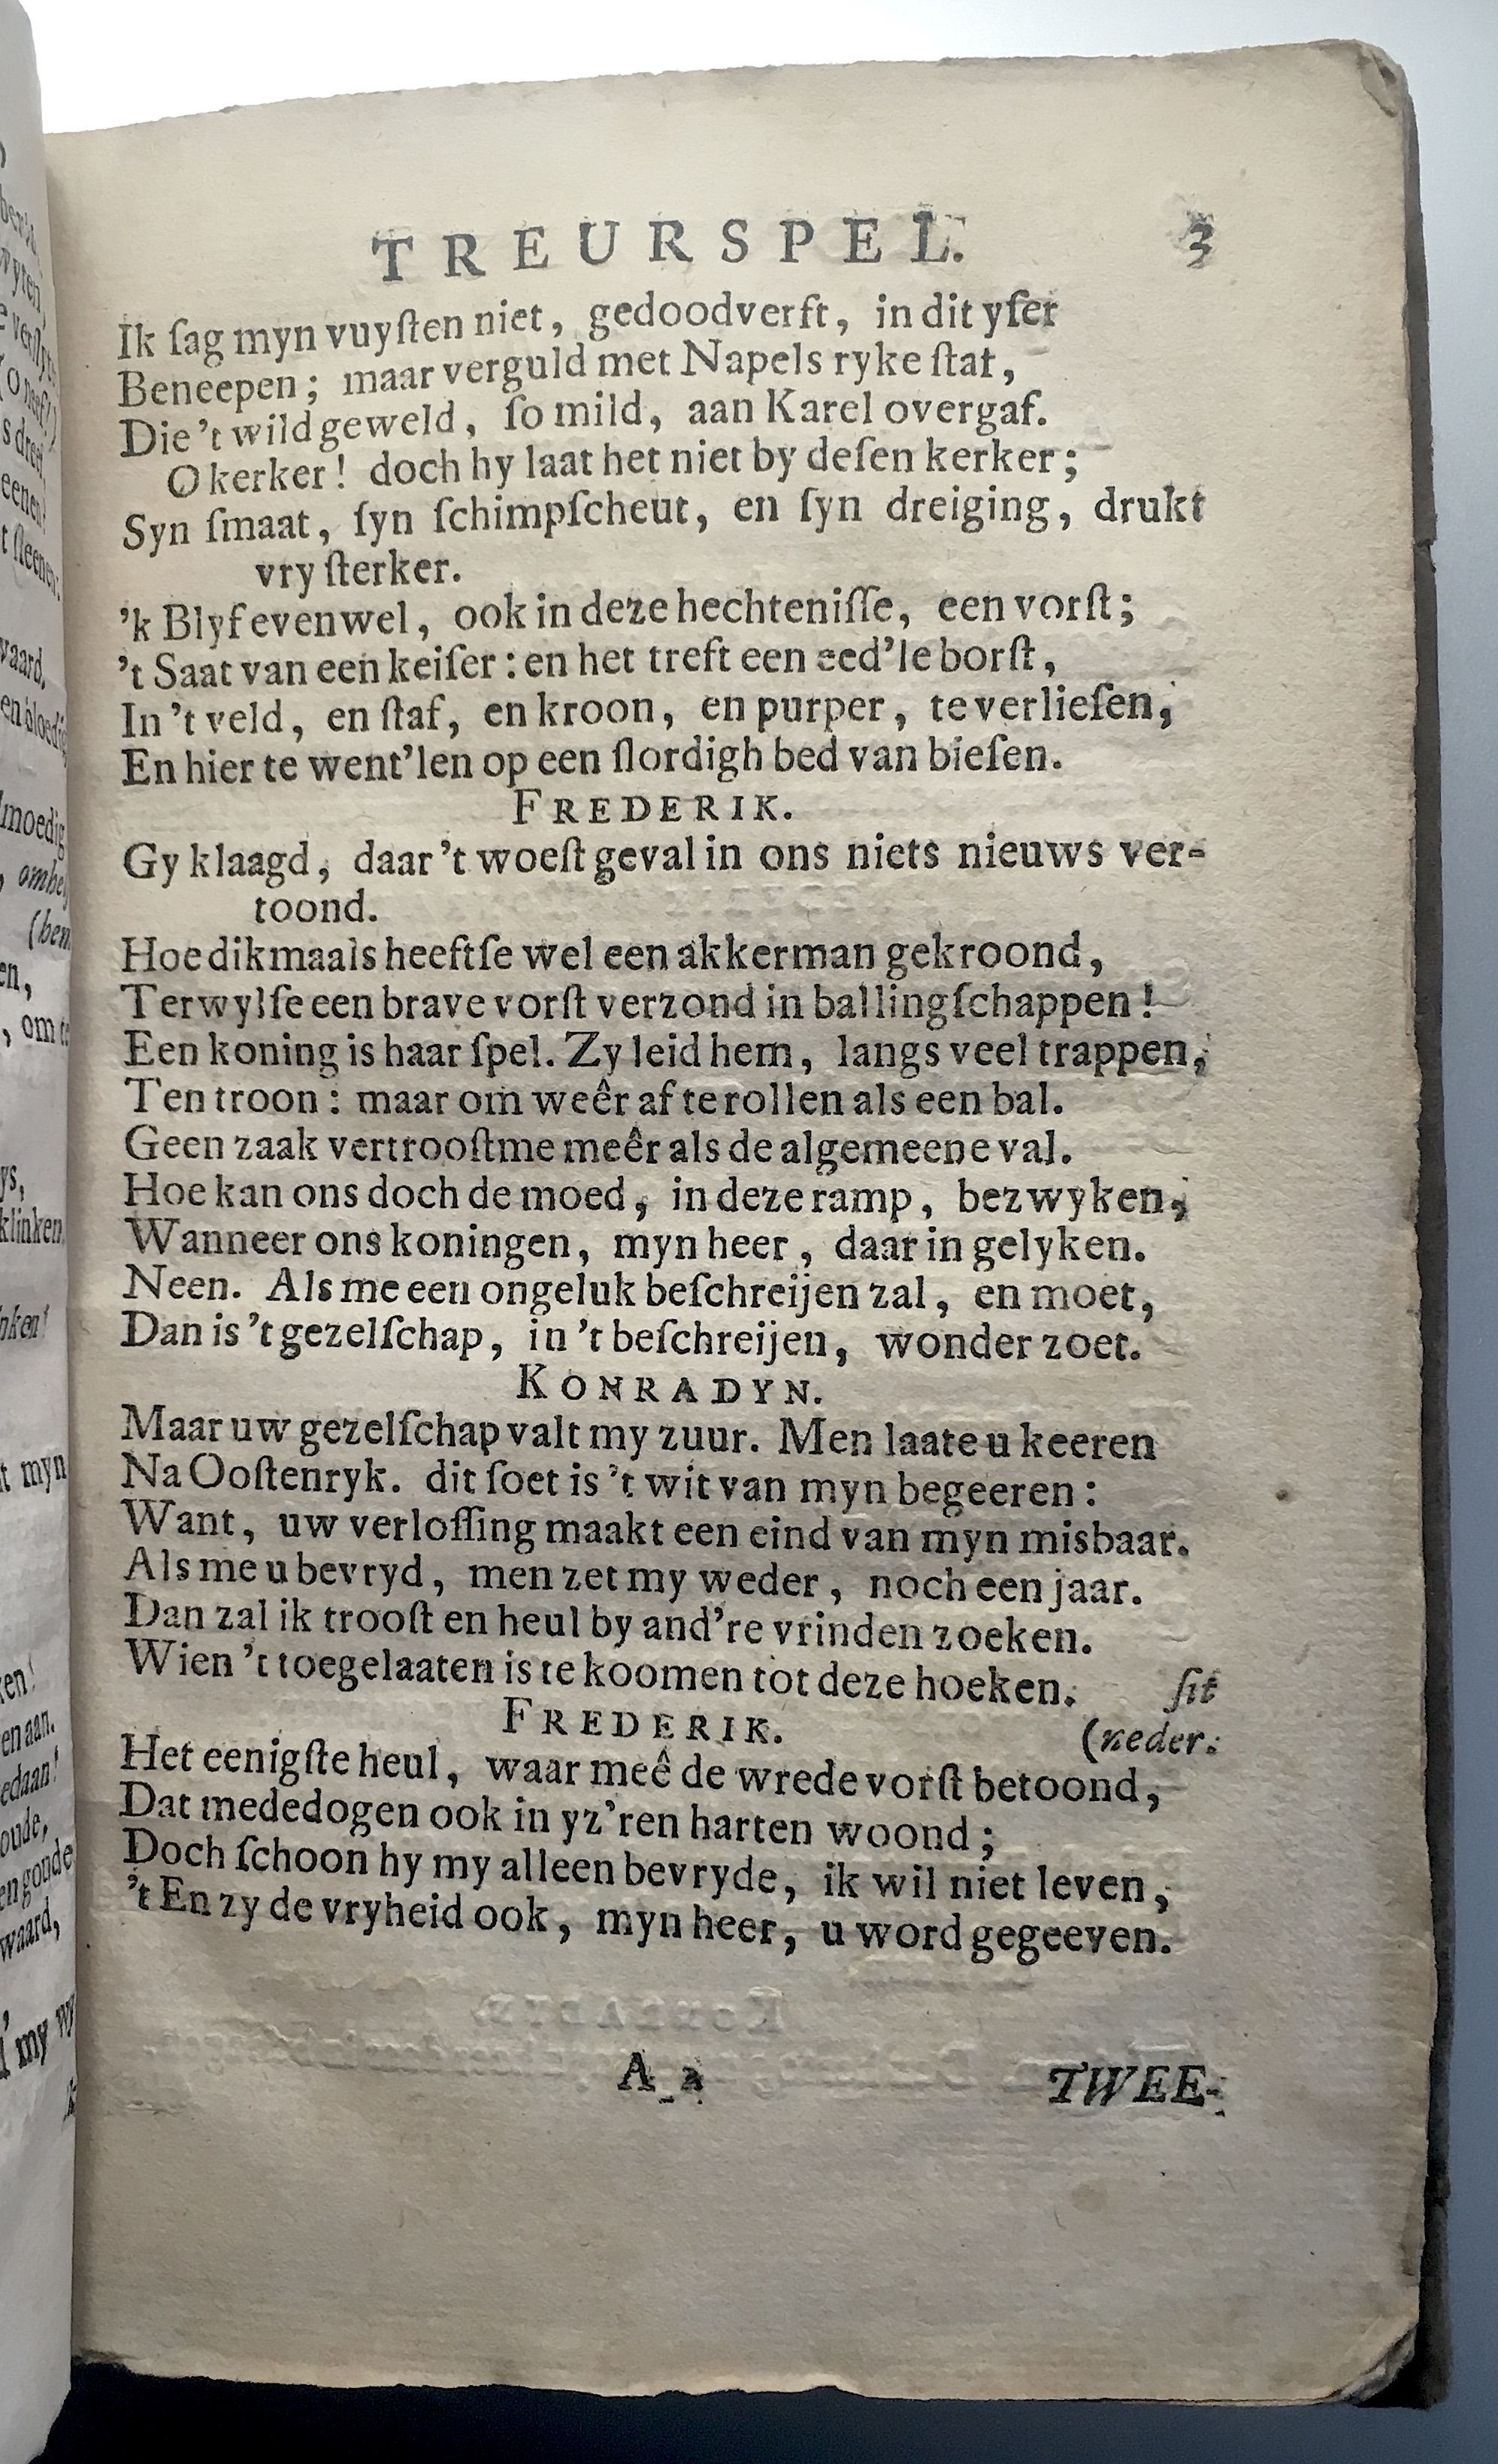 TREURSPEL. 3
Ik ſag myn vuyſten niet, gedoodverft, in dit yſer
Beneepen; maar verguld met Napels ryke ſtat,
Die 't wild geweld, ſo mild, aan Karel overgaf.
O kerker! doch hy laat het niet by deſen kerker;
Syn ſmaat, ſyn ſchimpſcheut, en ſyn dreiging, drukt
vry ſterker.
'k Blyf evenwel, ook in deze hechteniſſe, een vorſt;
't Saat van een keiſer: en het treft een eed'le borſt,
In 't veld, en ſtaf, en kroon, en purper, te verlieſen,
En hier te went'len op een ſlordigh bed van bieſen.
FREDERIK.
Gy klaagd, daar 't woeſt geval in ons niets nieuws ver-
toond.
Hoe dikmaals heeftſe wel een akkerman gekroond,
Terwylſe een brave vorſt verzond in ballingſchappen!
Een koning is haar ſpel. Zy leid hem, langs veel trappen,
Ten troon: maar om weêr af te rollen als een bal.
Geen zaak vertrooſt me meêr als de algemeene val.
Hoe kan ons doch de moed, in deze ramp, bezwyken,
Wanneer ons koningen, myn heer, daar in gelyken.
Neen. Als me een ongeluk beſchreijen zal, en moet,
Dan is 't gezelſchap, in 't beſchreijen, wonder zoet.
KONRADYN.
Maar uw gezelſchap valt my zuur. Men laate u keeren
Na Ooſtenryk. dit ſoet is 't wit van myn begeeren:
Want, uw verloſſing maakt een eind van myn misbaar.
Als me u bevryd, men zet my weder, noch een jaar.
Dan zal ik trooſt en heul by and're vrinden zoeken.
Wien 't toegelaaten is te koomen tot deze hoeken. ſit
FREDERIK. (neder.
Het eenigſte heul, waar meê de wrede vorſt betoond,
Dat mededogen ook in yz'ren harten woond;
Doch ſchoon hy my alleen bevryde, ik wil niet leven,
't En zy de vryheid ook, myn heer, u word gegeeven.
A 2 TWEE-